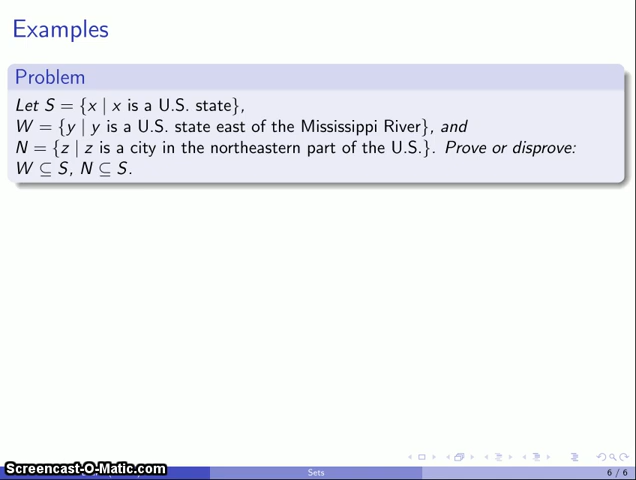 Examples
Problem
Let S = {x | x is a U.S. state},
W = {y | y is a U.S. state east of the Mississippi River}, and
N = {z | z is a city in the northeastern part of the U.S.}. Prove or disprove:
W ⊆ S, N ⊆ S.
Screencast-O-Matic.com
Sets
6 / 6